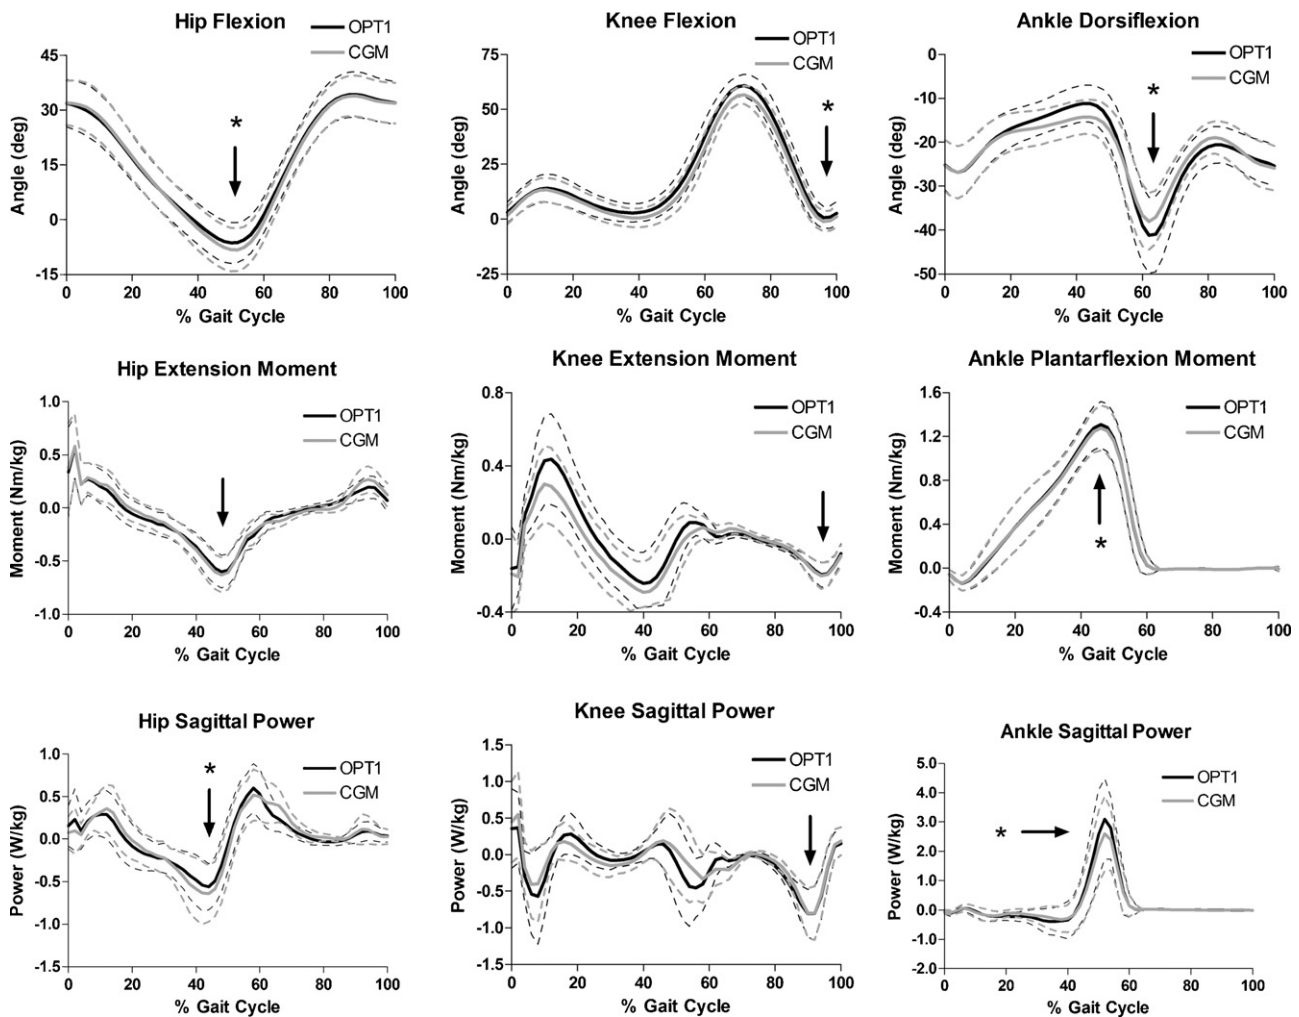 Hip Flexion
OPT1
CGM
Angle (deg)
45
30
15
0
-15
0 20 40 60 80 100
% Gait Cycle
*
Knee Flexion
OPT1
CGM
Angle (deg)
75
50
25
0
-25
0 20 40 60 80 100
% Gait Cycle
*
Ankle Dorsiflexion
OPT1
CGM
Angle (deg)
0
-10
-20
-30
-40
-50
0 20 40 60 80 100
% Gait Cycle
*
Hip Extension Moment
OPT1
CGM
Moment (Nm/kg)
1.0
0.5
0.0
-0.5
-1.0
0 20 40 60 80 100
% Gait Cycle
Knee Extension Moment
OPT1
CGM
Moment (Nm/kg)
0.8
0.4
0.0
-0.4
0 20 40 60 80 100
% Gait Cycle
Ankle Plantarflexion Moment
OPT1
CGM
Moment (Nm/kg)
1.6
1.2
0.8
0.4
0.0
-0.4
0 20 40 60 80 100
% Gait Cycle
*
Hip Sagittal Power
OPT1
CGM
Power (W/kg)
1.0
0.5
0.0
-0.5
-1.0
-1.5
0 20 40 60 80 100
% Gait Cycle
*
Knee Sagittal Power
OPT1
CGM
Power (W/kg)
1.5
1.0
0.5
0.0
-0.5
-1.0
-1.5
0 20 40 60 80 100
% Gait Cycle
Ankle Sagittal Power
OPT1
CGM
Power (W/kg)
5.0
4.0
3.0
2.0
1.0
0.0
-1.0
-2.0
0 20 40 60 80 100
% Gait Cycle
*